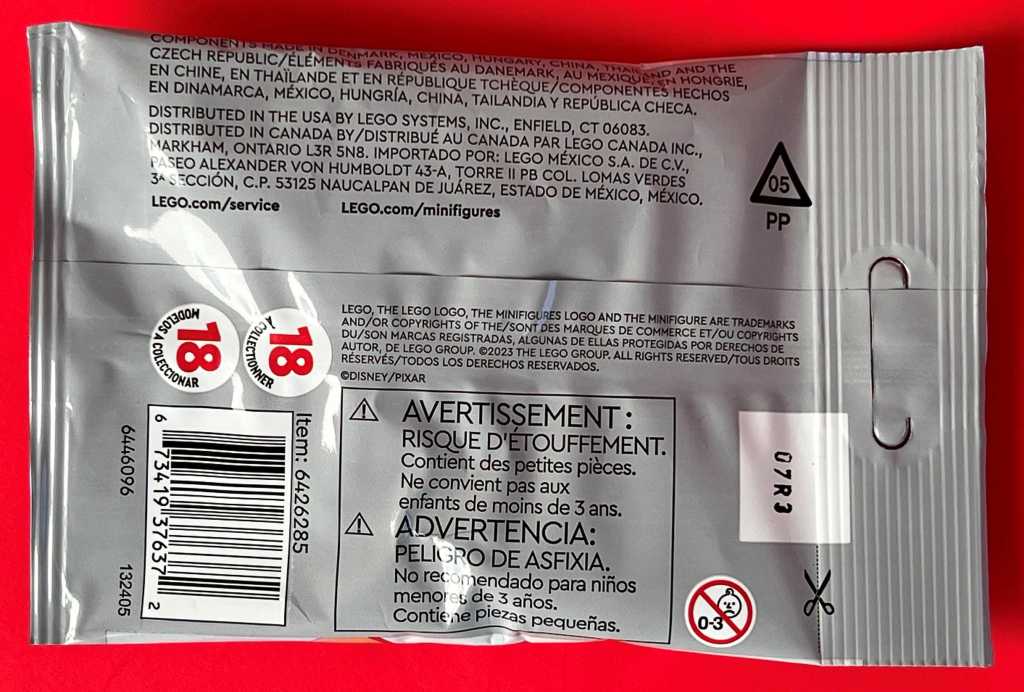 COMPONENTS MADE IN DENMARK, MEXICO, HUNGARY, CHINA, THAILAND AND THE
CZECH REPUBLIC/ÉLÉMENTS FABRIQUÉS AU DANEMARK, AU MEXIQUE, EN HONGRIE,
EN CHINE, EN THAÏLANDE ET EN RÉPUBLIQUE TCHÈQUE/COMPONENTES HECHOS
EN DINAMARCA, MÉXICO, HUNGRÍA, CHINA, TAILANDIA Y REPÚBLICA CHECA.
DISTRIBUTED IN THE USA BY LEGO SYSTEMS, INC., ENFIELD, CT 06083.
DISTRIBUTED IN CANADA BY/DISTRIBUÉ AU CANADA PAR LEGO CANADA INC.,
MARKHAM, ONTARIO L3R 5N8. IMPORTADO POR: LEGO MÉXICO S.A. DE C.V.,
PASEO ALEXANDER VON HUMBOLDT 43-A, TORRE II PB COL. LOMAS VERDES
3ᴬ SECCIÓN, C.P. 53125 NAUCALPAN DE JUÁREZ, ESTADO DE MÉXICO, MÉXICO.
LEGO.com/service
LEGO.com/minifigures
05
PP
LEGO, THE LEGO LOGO, THE MINIFIGURES LOGO AND THE MINIFIGURE ARE TRADEMARKS
AND/OR COPYRIGHTS OF THE/SONT DES MARQUES DE COMMERCE ET/OU COPYRIGHTS
DU/SON MARCAS REGISTRADAS, ALGUNAS DE ELLAS PROTEGIDAS POR DERECHOS DE
AUTOR, DE LEGO GROUP. ©2023 THE LEGO GROUP. ALL RIGHTS RESERVED/TOUS DROITS
RÉSERVÉS/TODOS LOS DERECHOS RESERVADOS.
©DISNEY/PIXAR
18
MODELOS A COLECCIONAR
18
À COLLECTIONNER
AVERTISSEMENT :
RISQUE D'ÉTOUFFEMENT.
Contient des petites pièces.
Ne convient pas aux
enfants de moins de 3 ans.
ADVERTENCIA:
PELIGRO DE ASFIXIA.
No recomendado para niños
menores de 3 años.
Contiene piezas pequeñas.
Item: 6426285
6 73419 37637 2
6446096
132405
07R3
0-3